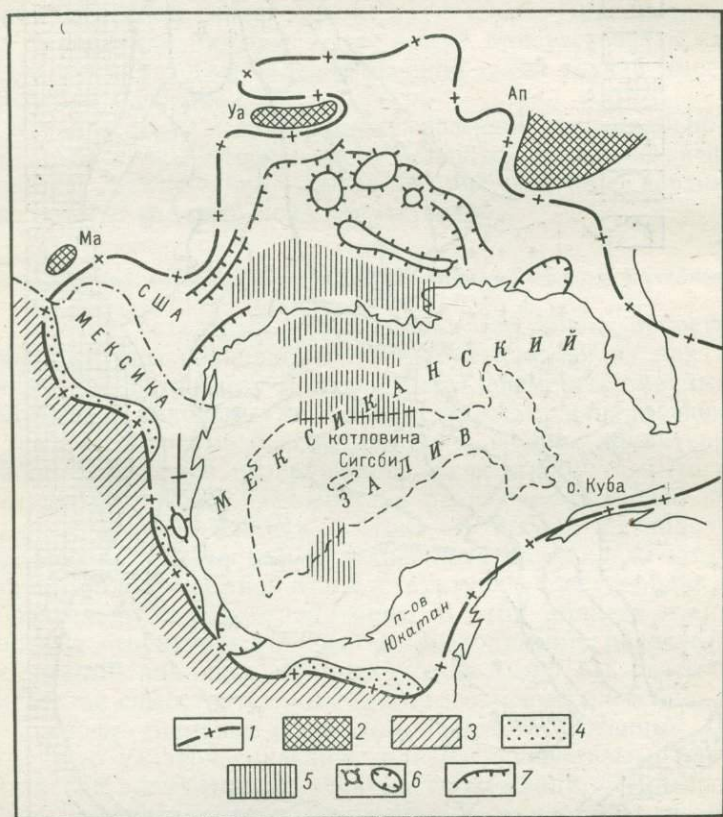 Уа
Ап
Ма
США
МЕКСИКА
МЕКСИКАНСКИЙ
ЗАЛИВ
котловина
Сигсби
о. Куба
п-ов
Юкатан
1 2 3 4
5 6 7